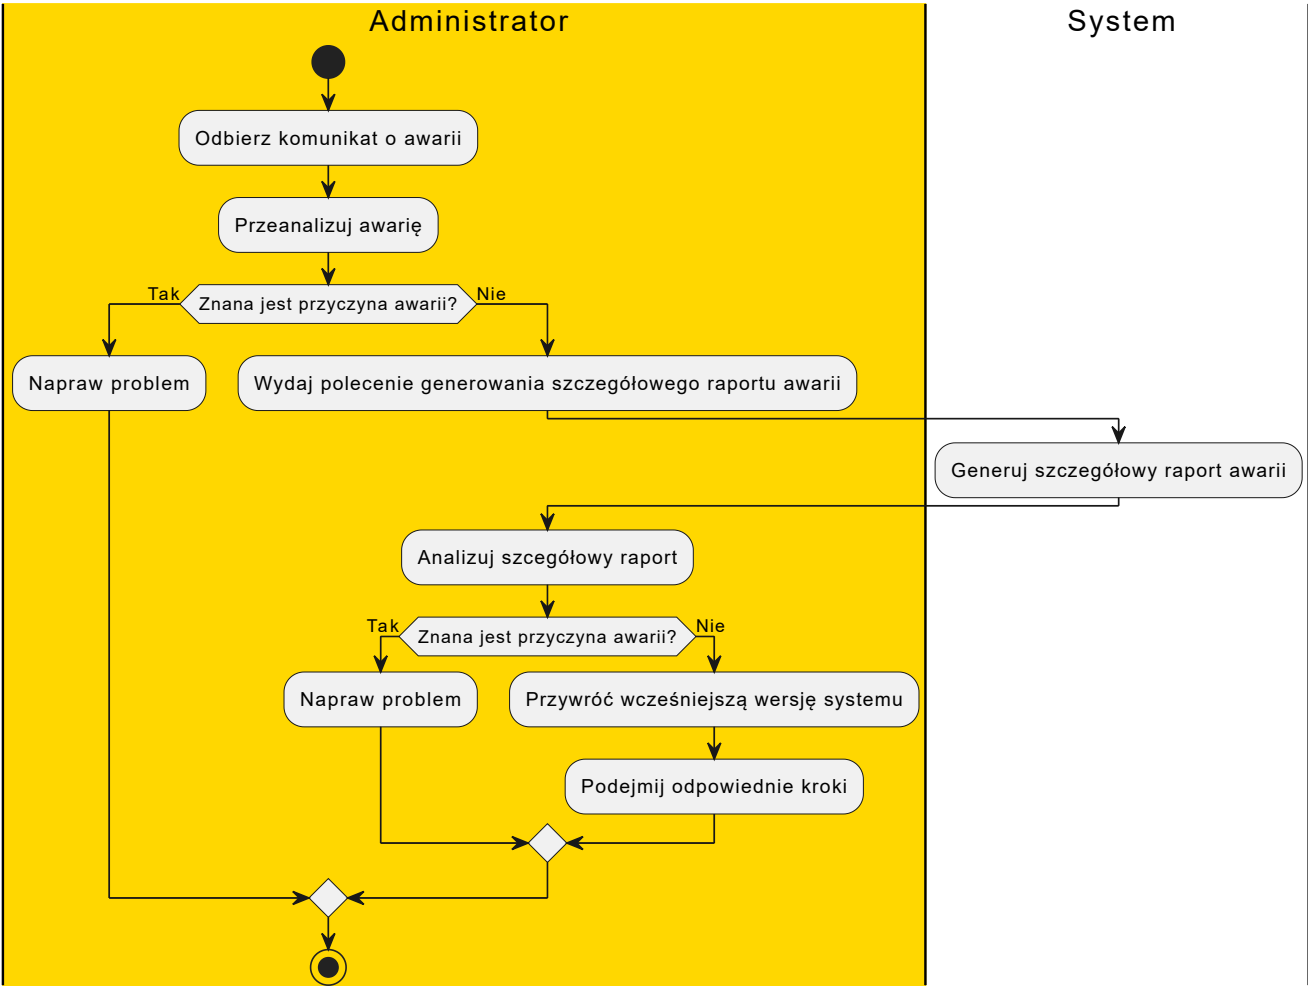 Administrator
System
Odbierz komunikat o awarii
Przeanalizuj awarię
Tak
Znana jest przyczyna awarii?
Nie
Napraw problem
Wydaj polecenie generowania szczegółowego raportu awarii
Generuj szczegółowy raport awarii
Analizuj szcegółowy raport
Tak
Znana jest przyczyna awarii?
Nie
Napraw problem
Przywróć wcześniejszą wersję systemu
Podejmij odpowiednie kroki